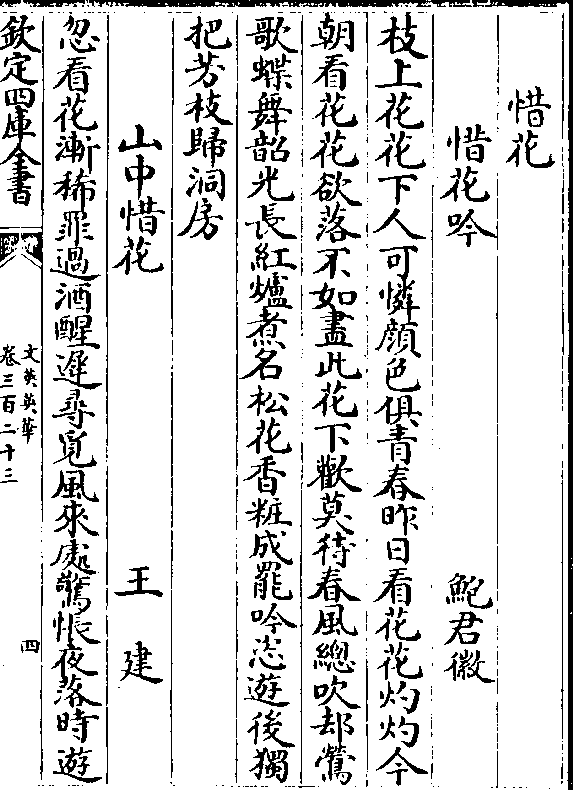 惜花
惜花吟　鮑君徽
枝上花花下人可憐顔色俱青春昨日看花花灼灼今
朝看花花欲落不如盡此花下歡莫待春風總吹却鶯
歌蝶舞韶光長紅爐煮名松花香粧成罷吟恣遊後獨
把芳枝歸洞房
山中惜花　王建
忽看花漸稀罪過酒醒遲尋覓風來處驚悵夜落時遊
欽定四庫全書
文英英華
卷三百二十三
四